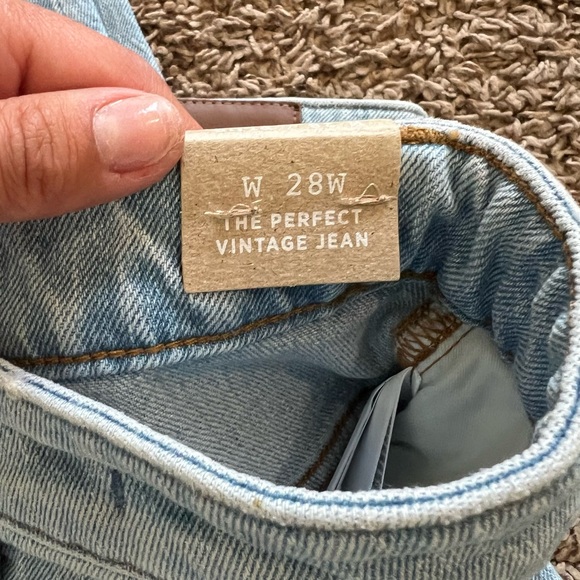 W 28W
THE PERFECT
VINTAGE JEAN